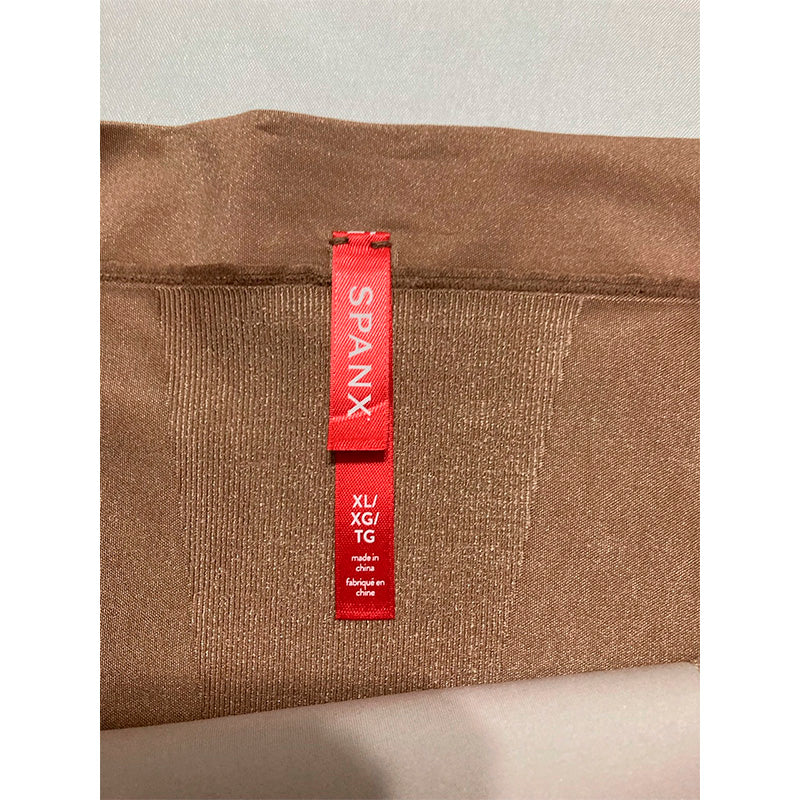 SPANX
XL/
XG/
TG
made in
china
fabriqué en
chine